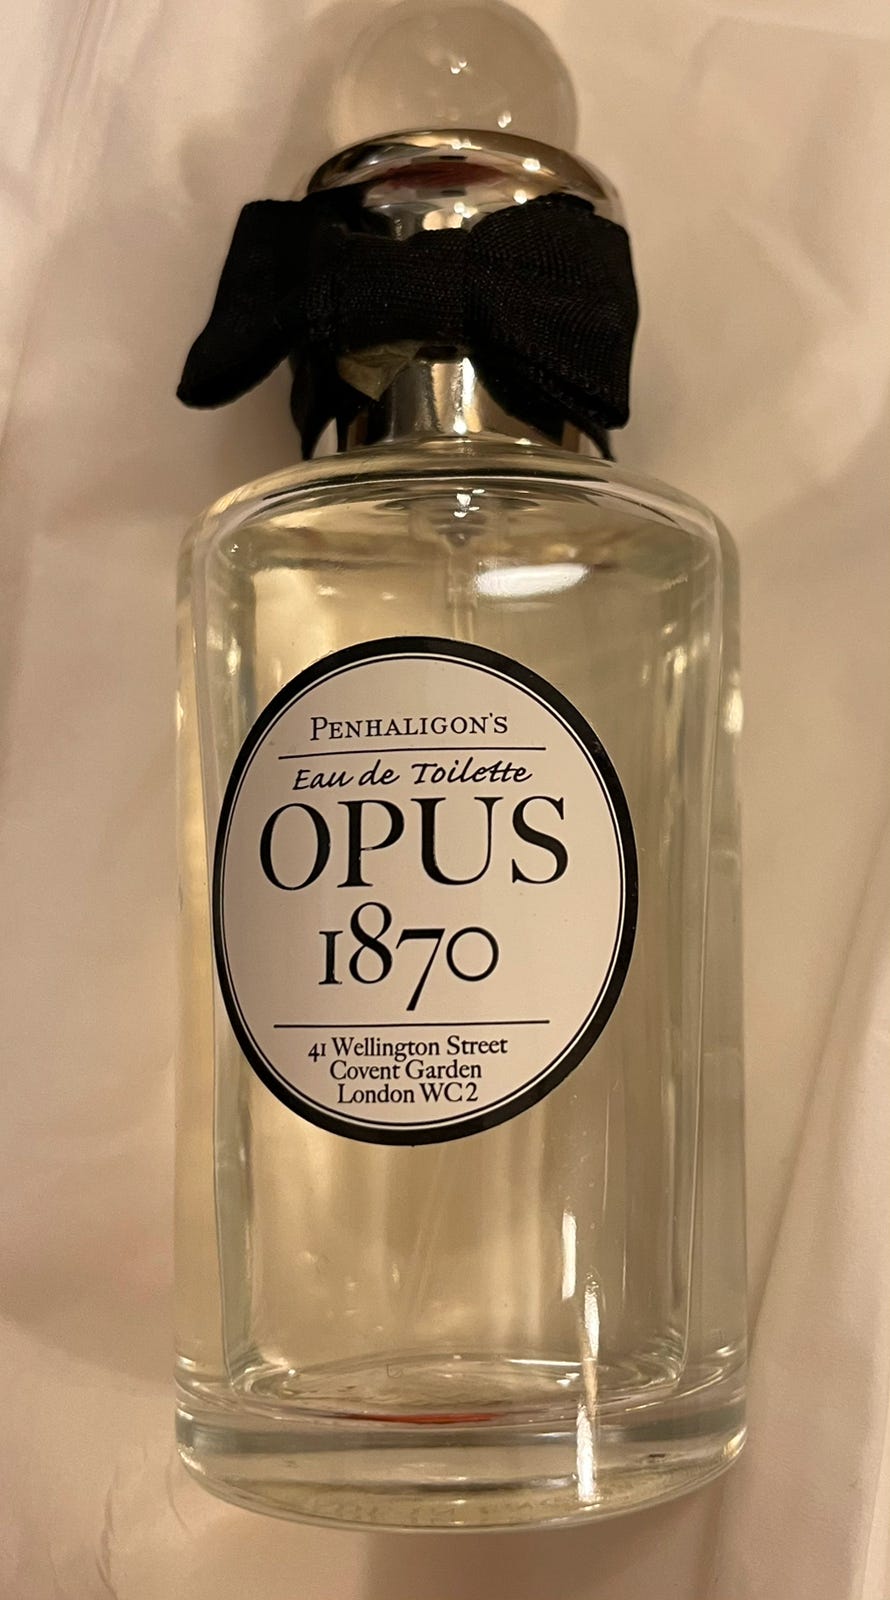 PENHALIGON'S
Eau de Toilette
OPUS
1870
41 Wellington Street
Covent Garden
London WC2